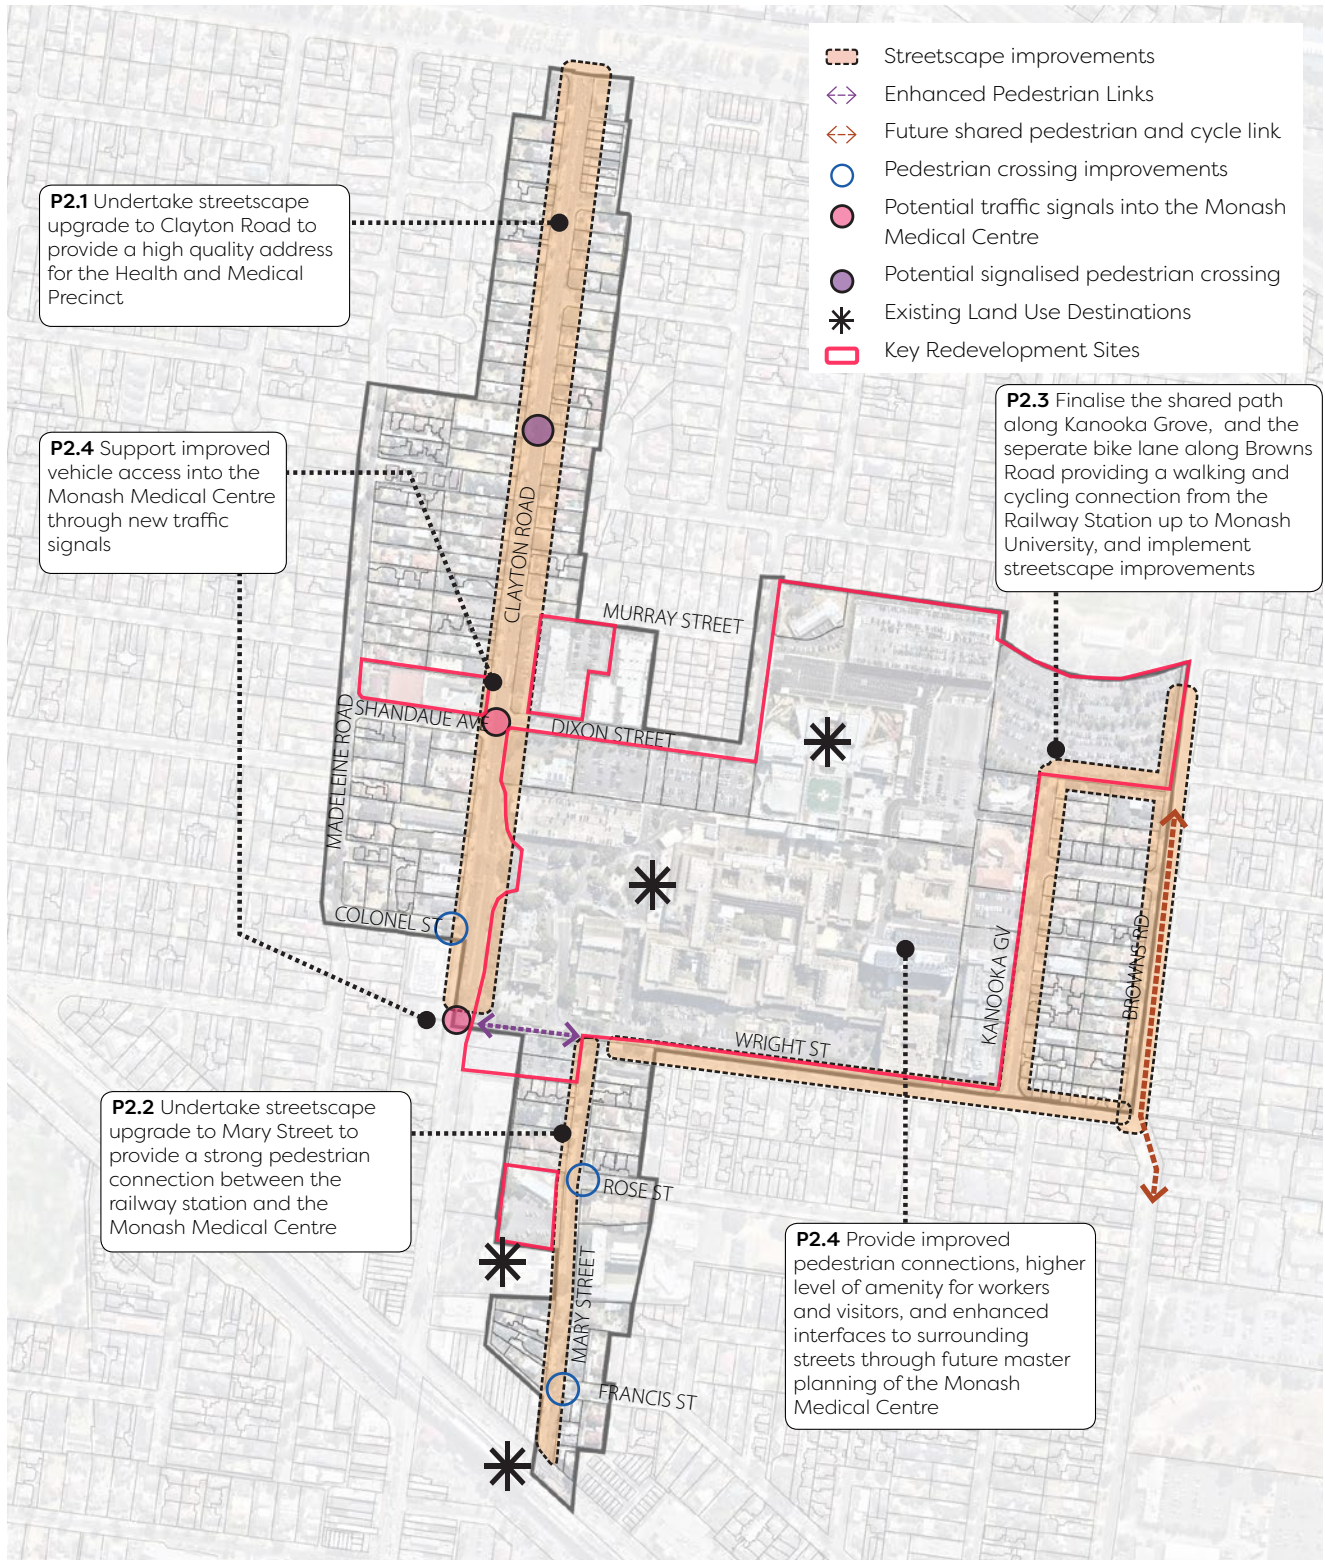 Streetscape improvements
Enhanced Pedestrian Links
Future shared pedestrian and cycle link
Pedestrian crossing improvements
Potential traffic signals into the Monash
Medical Centre
Potential signalised pedestrian crossing
Existing Land Use Destinations
Key Redevelopment Sites
P2.1 Undertake streetscape
upgrade to Clayton Road to
provide a high quality address
for the Health and Medical
Precinct
P2.3 Finalise the shared path
along Kanooka Grove, and the
seperate bike lane along Browns
Road providing a walking and
cycling connection from the
Railway Station up to Monash
University, and implement
streetscape improvements
P2.4 Support improved
vehicle access into the
Monash Medical Centre
through new traffic
signals
CLAYTON ROAD
MURRAY STREET
SHANDAUE AVE
DIXON STREET
MADELEINE ROAD
COLONEL ST
KANOOKA GV
BROWNS RD
WRIGHT ST
P2.2 Undertake streetscape
upgrade to Mary Street to
provide a strong pedestrian
connection between the
railway station and the
Monash Medical Centre
ROSE ST
MARY STREET
FRANCIS ST
P2.4 Provide improved
pedestrian connections, higher
level of amenity for workers
and visitors, and enhanced
interfaces to surrounding
streets through future master
planning of the Monash
Medical Centre